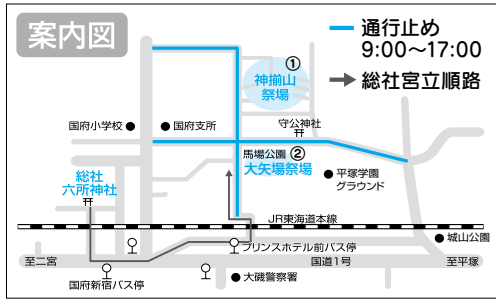 案内図
通行止め
9:00〜17:00
総社宮立順路
①
神揃山
祭場
国府小学校
国府支所
守公神社
馬場公園 ②
大矢場祭場
平塚学園
グラウンド
総社
六所神社
JR東海道本線
城山公園
プリンスホテル前バス停
至二宮
国道1号
至平塚
国府新宿バス停
大磯警察署